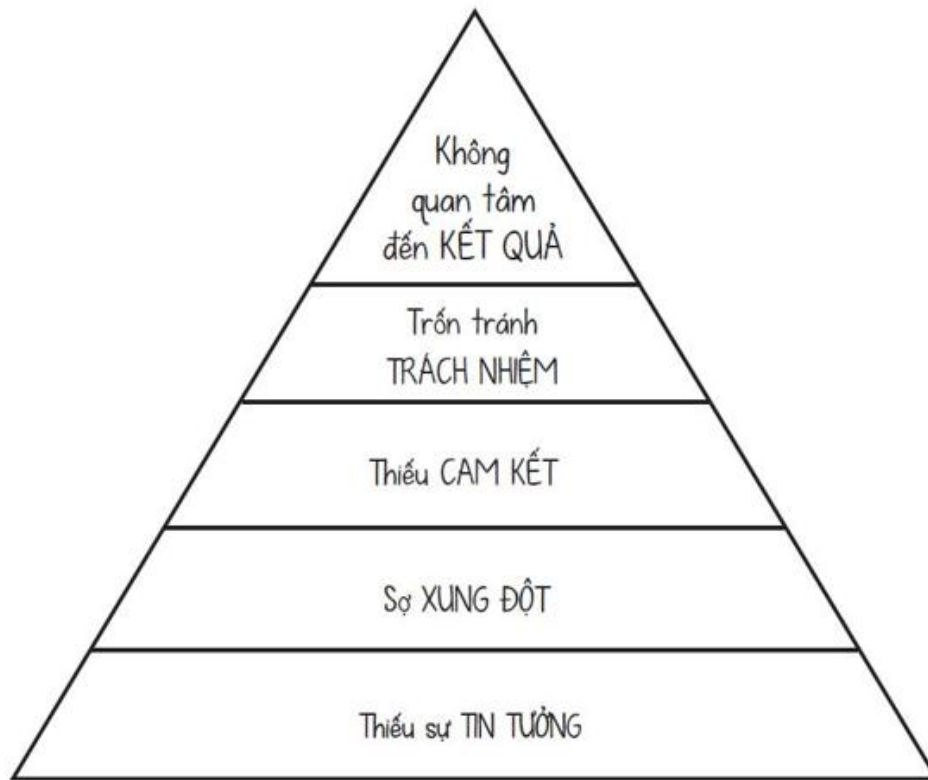 Không
quan tâm
đến KẾT QUẢ
Trốn tránh
TRÁCH NHIỆM
Thiếu CAM KẾT
Sợ XUNG ĐỘT
Thiếu sự TIN TƯỞNG